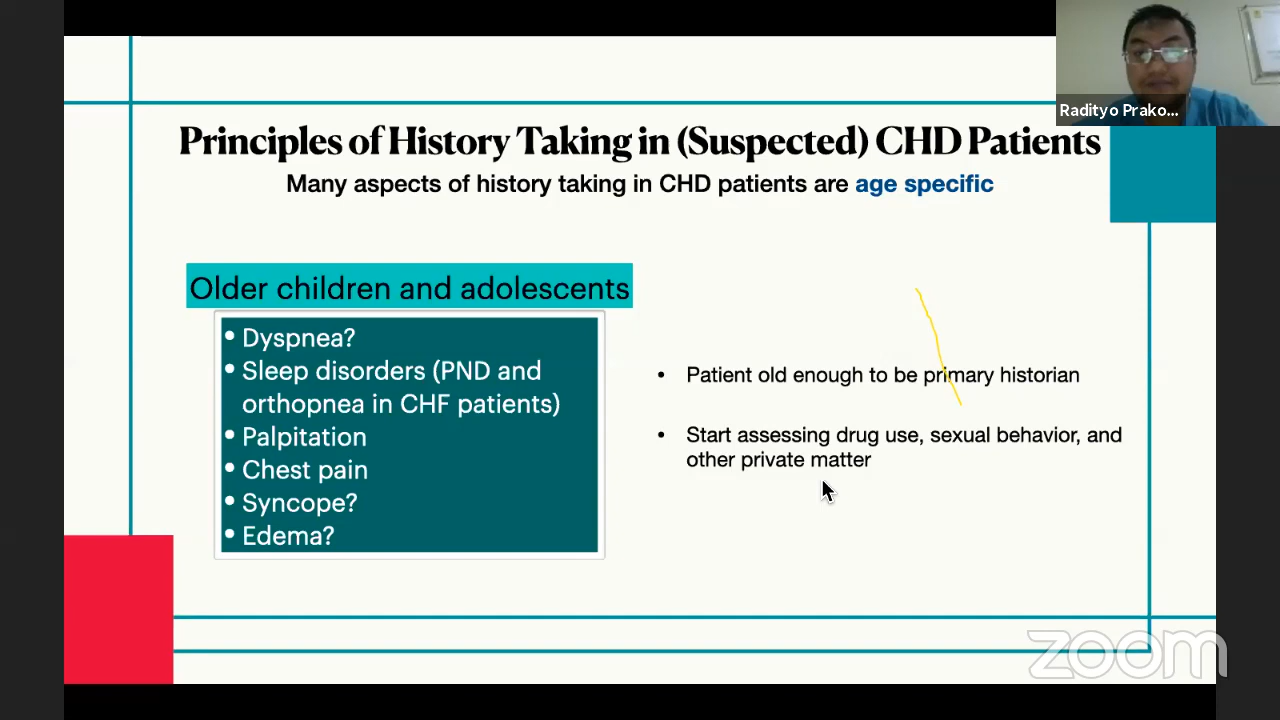 Radityo Prako...
Principles of History Taking in (Suspected) CHD Patients
Many aspects of history taking in CHD patients are age specific
Older children and adolescents
• Dyspnea?
• Sleep disorders (PND and
orthopnea in CHF patients)
• Palpitation
• Chest pain
• Syncope?
• Edema?
• Patient old enough to be primary historian
• Start assessing drug use, sexual behavior, and
other private matter
zoom